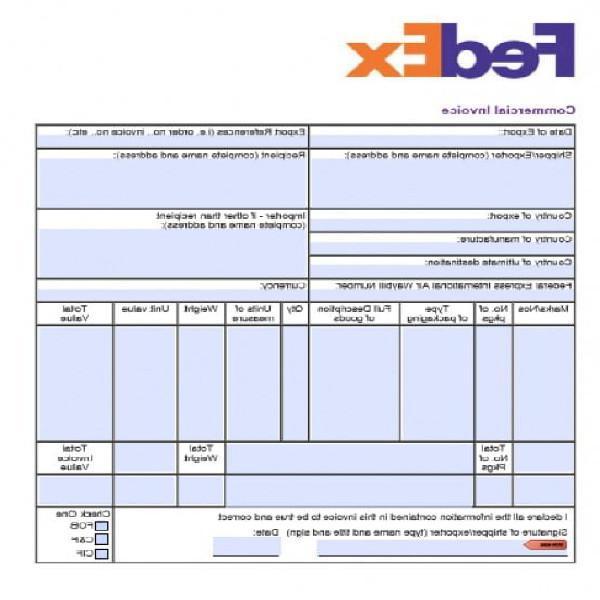 FedEx
Commercial Invoice
Date of Export:
Export References (i.e. order no., invoice no., etc):
Shipper/Exporter (complete name and address):
Recipient (complete name and address):
Country of export:
Importer - if other than recipient
(complete name and address):
Country of manufacture:
Country of ultimate destination:
Federal Express International Air Waybill Number:
Currency:
Marks/Nos
No. of
pkgs
Type
of packaging
Full Description
of goods
Qty
Units of
measure
Weight
Unit value
Total
Value
Total
No. of
Pkgs
Total
Weight
Total
Invoice
Value
I declare all the information contained in this invoice to be true and correct
Signature of shipper/exporter (type name and title and sign)
Date:
Check One
FOB
C&F
CIF